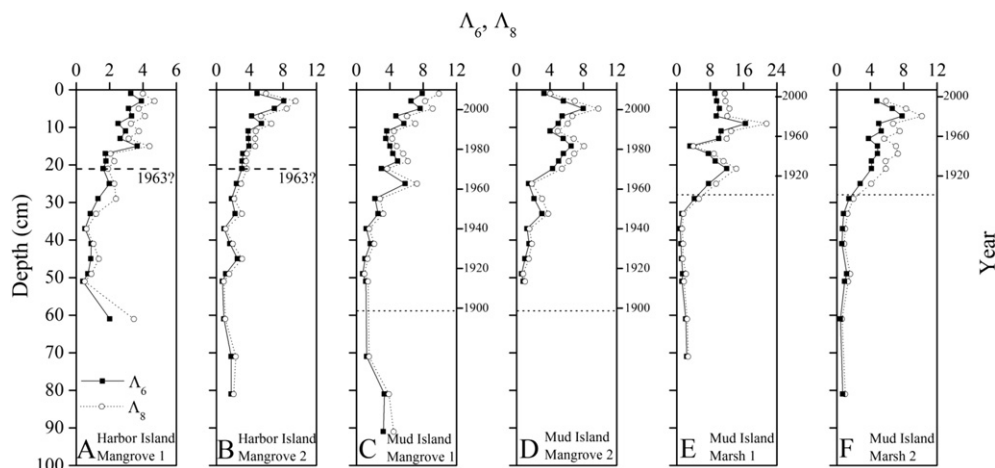 Λ6, Λ8
0 2 4 6
0 4 8 12
0 4 8 12
0 4 8 12
0 8 16 24
0 4 8 12
Depth (cm)
0
10
20
30
40
50
60
70
80
90
100
1963?
Λ6
Λ8
A Harbor Island
Mangrove 1
1963?
B Harbor Island
Mangrove 2
2000
1980
1960
1940
1920
1900
C Mud Island
Mangrove 1
2000
1980
1960
1940
1920
1900
D Mud Island
Mangrove 2
2000
1980
1960
1940
1920
E Mud Island
Marsh 1
2000
1960
1920
F Mud Island
Marsh 2
Year